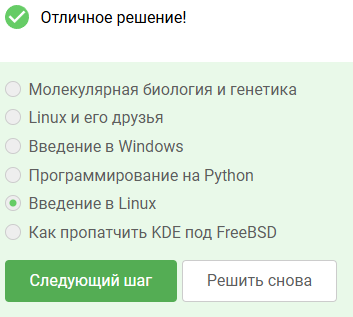 Отличное решение!
Молекулярная биология и генетика
Linux и его друзья
Введение в Windows
Программирование на Python
Введение в Linux
Как пропатчить KDE под FreeBSD
Следующий шаг
Решить снова